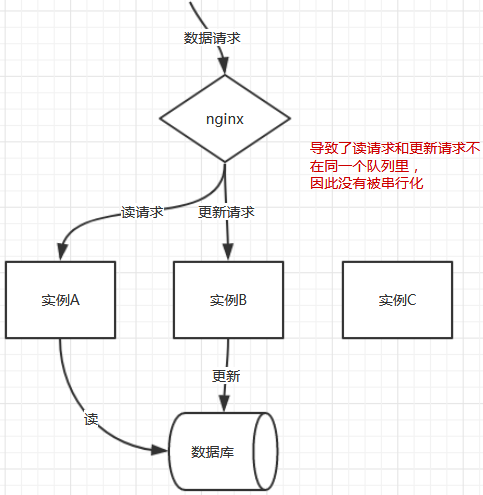 数据请求
nginx
导致了读请求和更新请求不
在同一个队列里，
因此没有被串行化
读请求
更新请求
实例A
实例B
实例C
更新
读
数据库